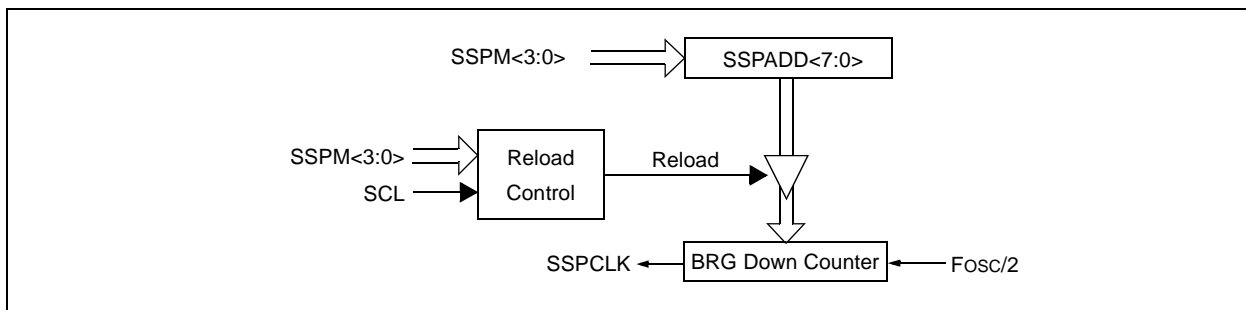 SSPM<3:0>
SSPADD<7:0>
SSPM<3:0>
SCL
Reload
Control
Reload
SSPCLK
BRG Down Counter
FOSC/2